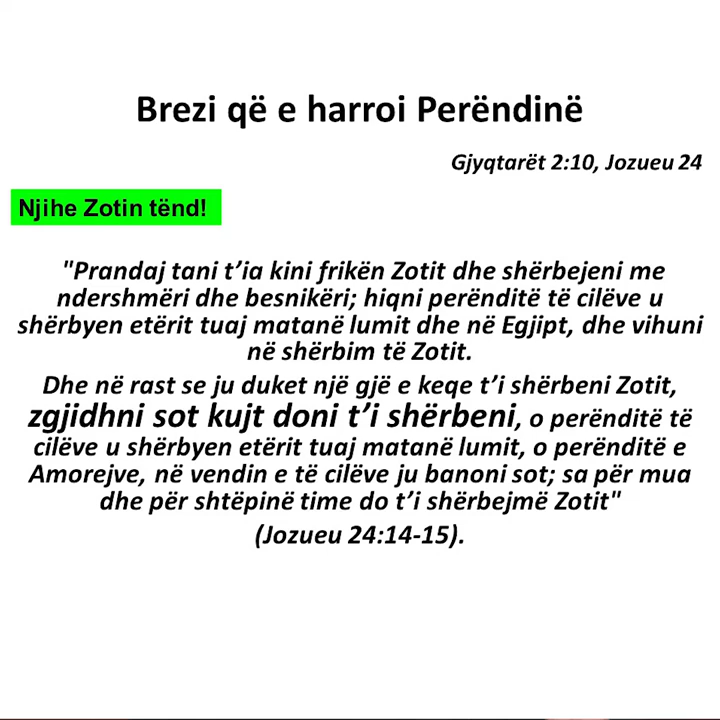 Brezi që e harroi Perëndinë
Gjyqtarët 2:10, Jozueu 24
Njihe Zotin tënd!
"Prandaj tani t’ia kini frikën Zotit dhe shërbejeni me
ndershmëri dhe besnikëri; hiqni perënditë të cilëve u
shërbyen etërit tuaj matanë lumit dhe në Egjipt, dhe vihuni
në shërbim të Zotit.
Dhe në rast se ju duket një gjë e keqe t’i shërbeni Zotit,
zgjidhni sot kujt doni t’i shërbeni, o perënditë të
cilëve u shërbyen etërit tuaj matanë lumit, o perënditë e
Amorejve, në vendin e të cilëve ju banoni sot; sa për mua
dhe për shtëpinë time do t’i shërbejmë Zotit"
(Jozueu 24:14-15).